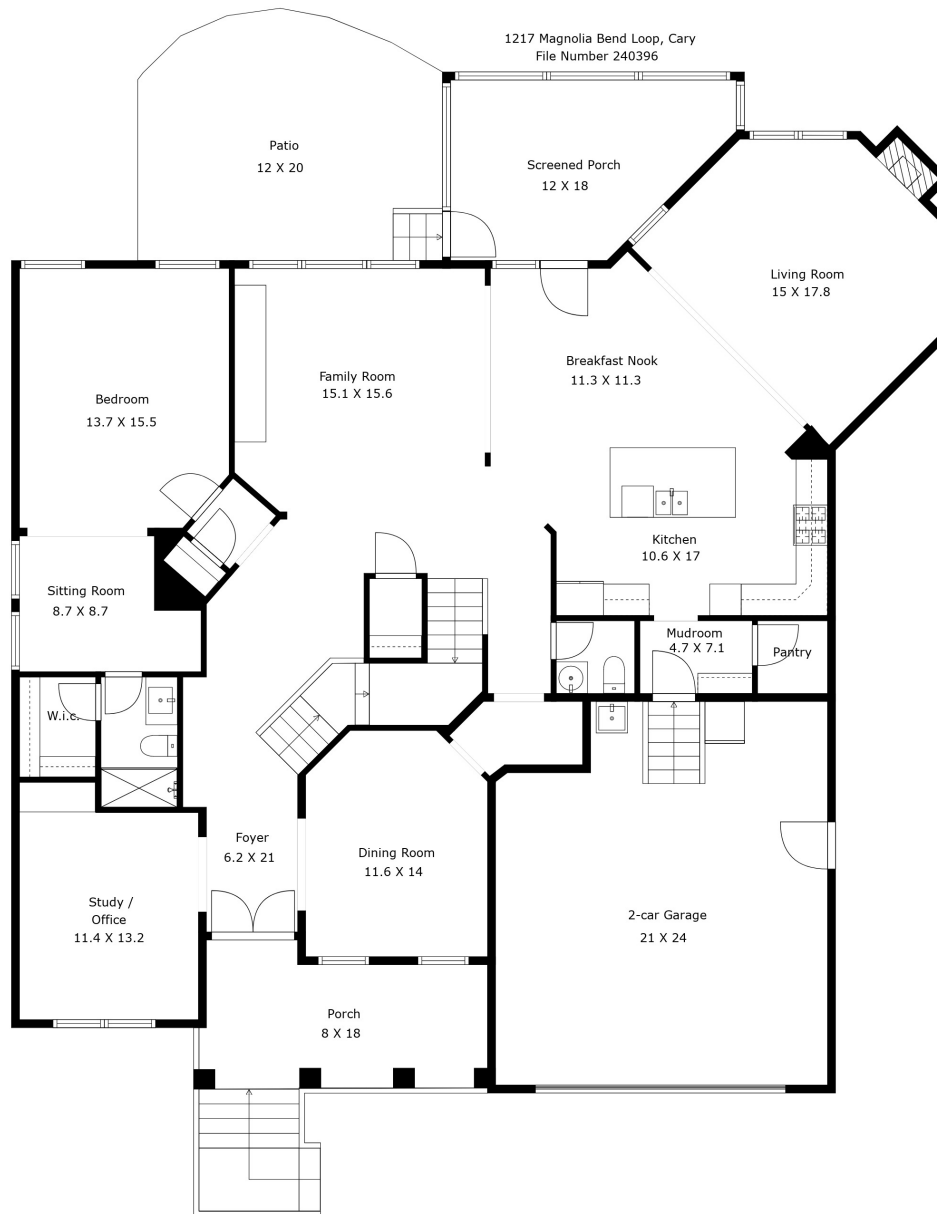 1217 Magnolia Bend Loop, Cary
File Number 240396
Patio
12 X 20
Screened Porch
12 X 18
Living Room
15 X 17.8
Breakfast Nook
11.3 X 11.3
Family Room
15.1 X 15.6
Bedroom
13.7 X 15.5
Kitchen
10.6 X 17
Sitting Room
8.7 X 8.7
Mudroom
4.7 X 7.1
Pantry
W.i.c.
Foyer
6.2 X 21
Dining Room
11.6 X 14
Study /
Office
11.4 X 13.2
2-car Garage
21 X 24
Porch
8 X 18